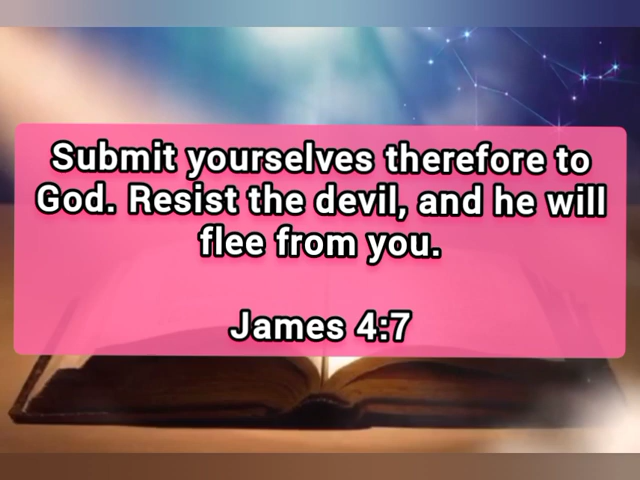 Submit yourselves therefore to
God. Resist the devil, and he will
flee from you.
James 4:7